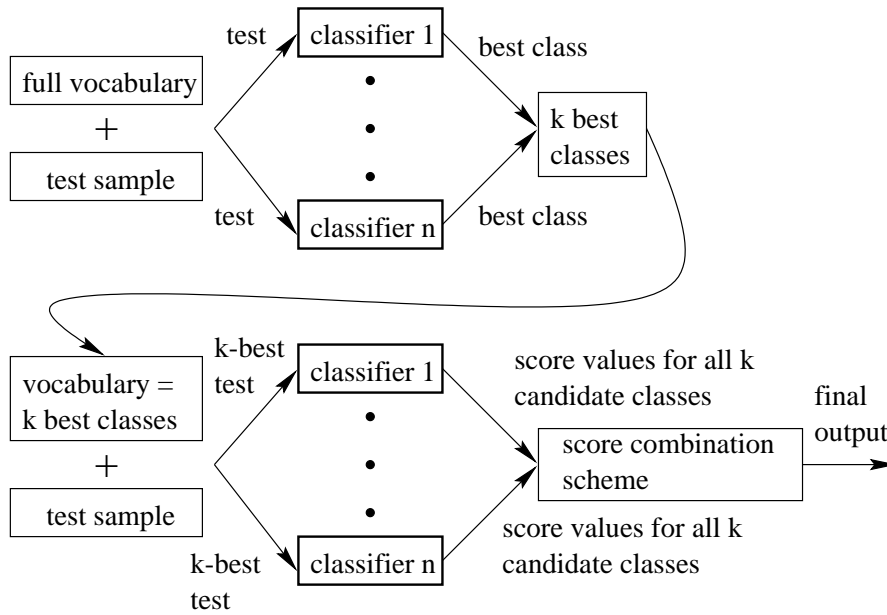 full vocabulary
+
test sample
test
test
classifier 1
classifier n
best class
best class
k best
classes
vocabulary =
k best classes
+
test sample
k-best
test
k-best
test
classifier 1
classifier n
score values for all k
candidate classes
score values for all k
candidate classes
score combination
scheme
final
output